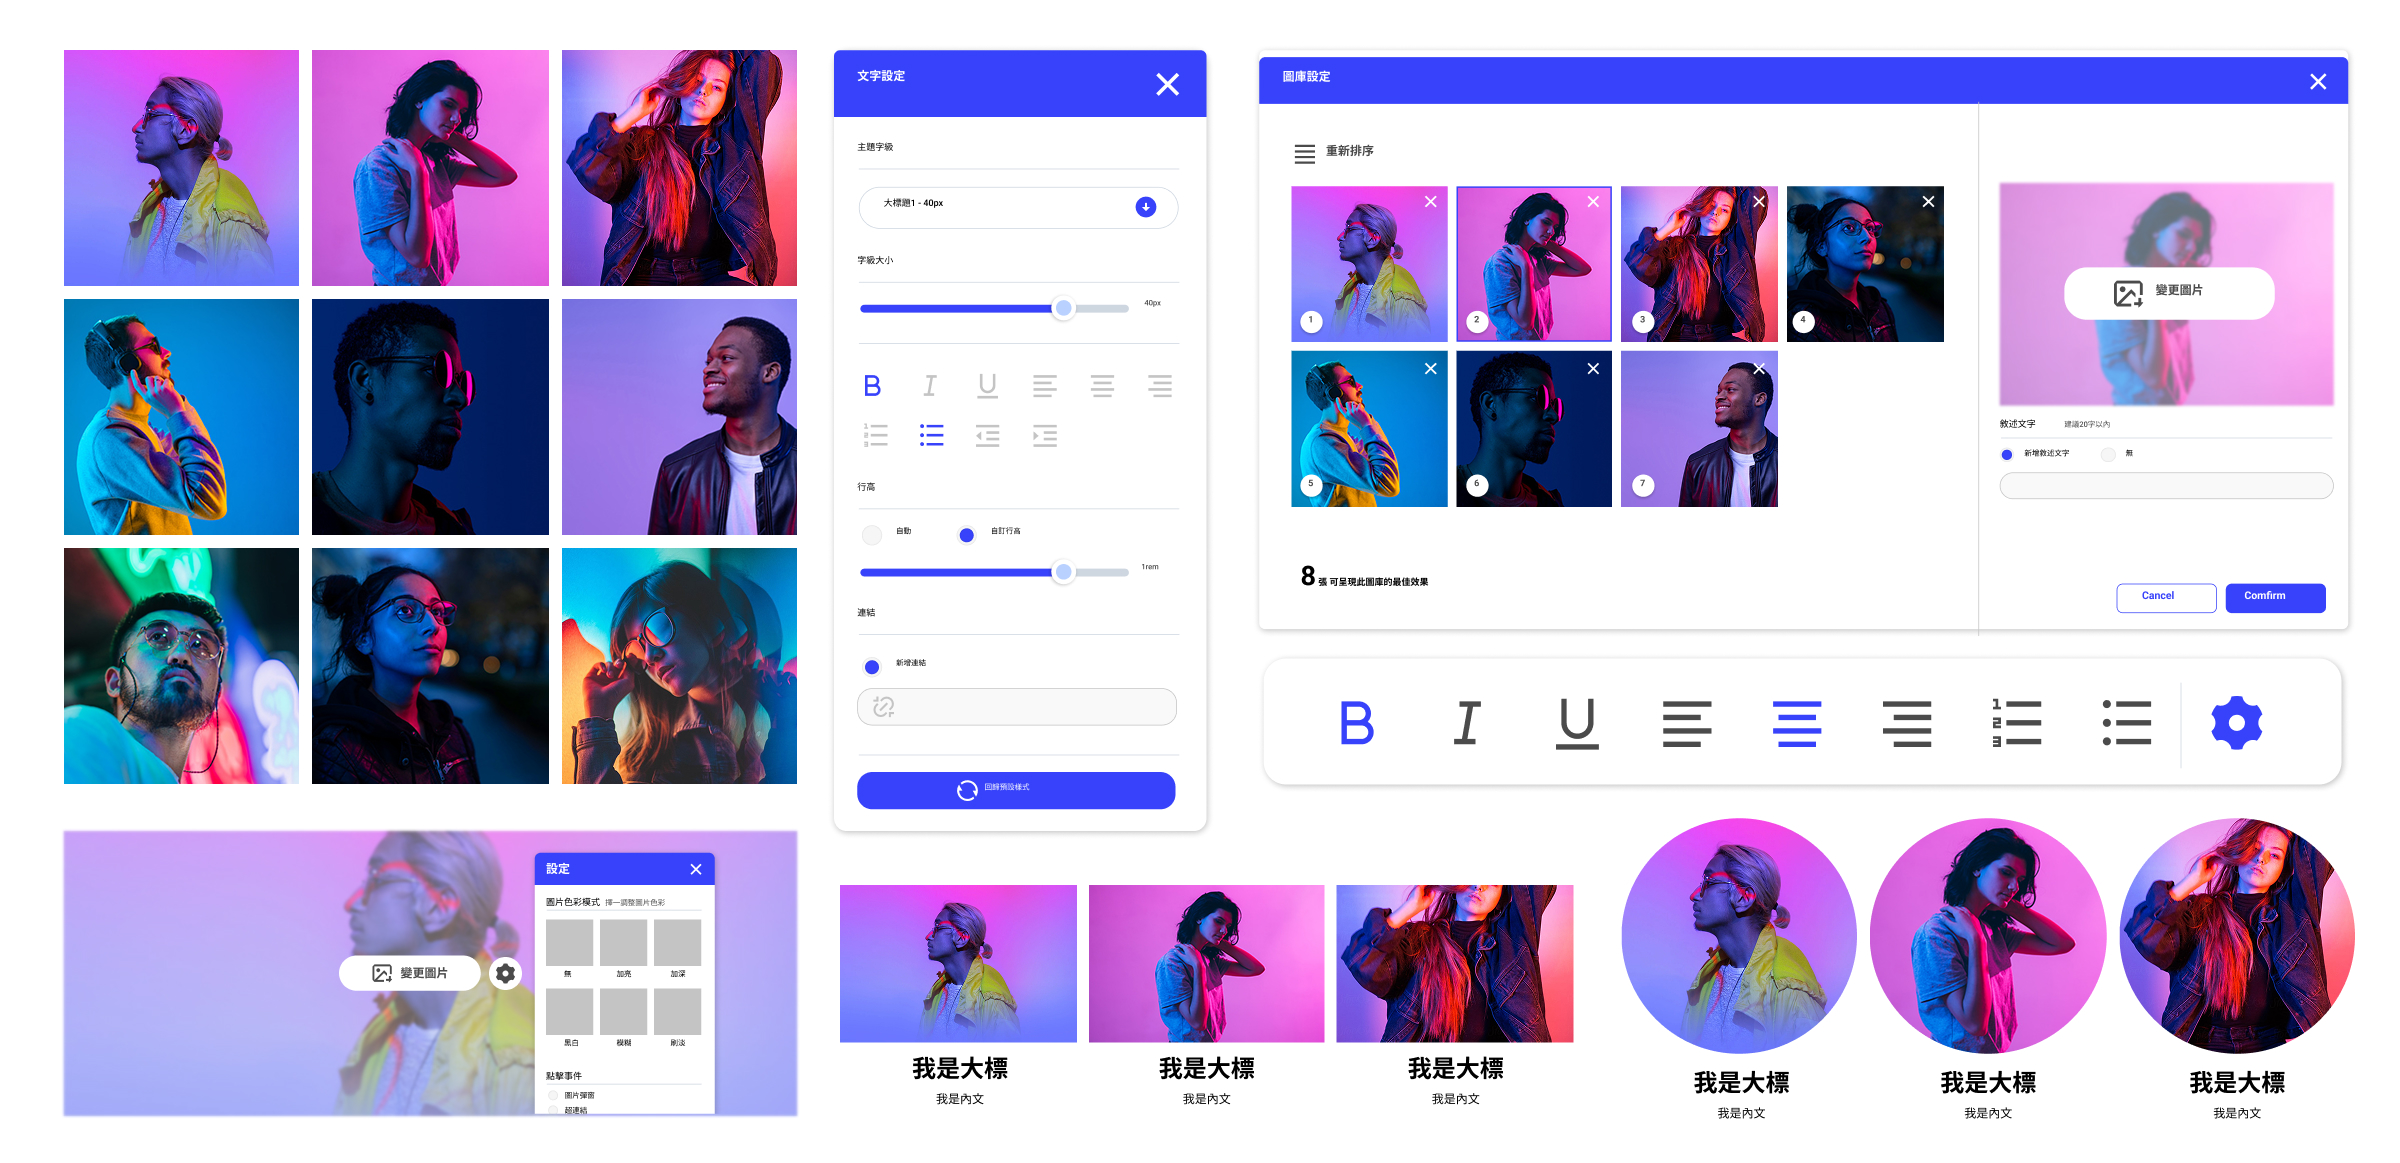 文字設定
主題字級
大標題1 - 40px
字級大小
40px
B I U
1
2
3
行高
自動 自訂行高
1rem
連結
新增連結
回歸預設樣式
圖庫設定
重新排序
1 2 3 4
5 6 7
8 張 可呈現此圖庫的最佳效果
變更圖片
敘述文字 建議20字以內
新增敘述文字 無
Cancel Comfirm
B I U
1
2
3
變更圖片
設定
圖片色彩模式 擇一調整圖片色彩
無 加亮 加深
黑白 模糊 刷淡
點擊事件
圖片彈窗
超連結
我是大標 我是大標 我是大標
我是內文 我是內文 我是內文
我是大標 我是大標 我是大標
我是內文 我是內文 我是內文